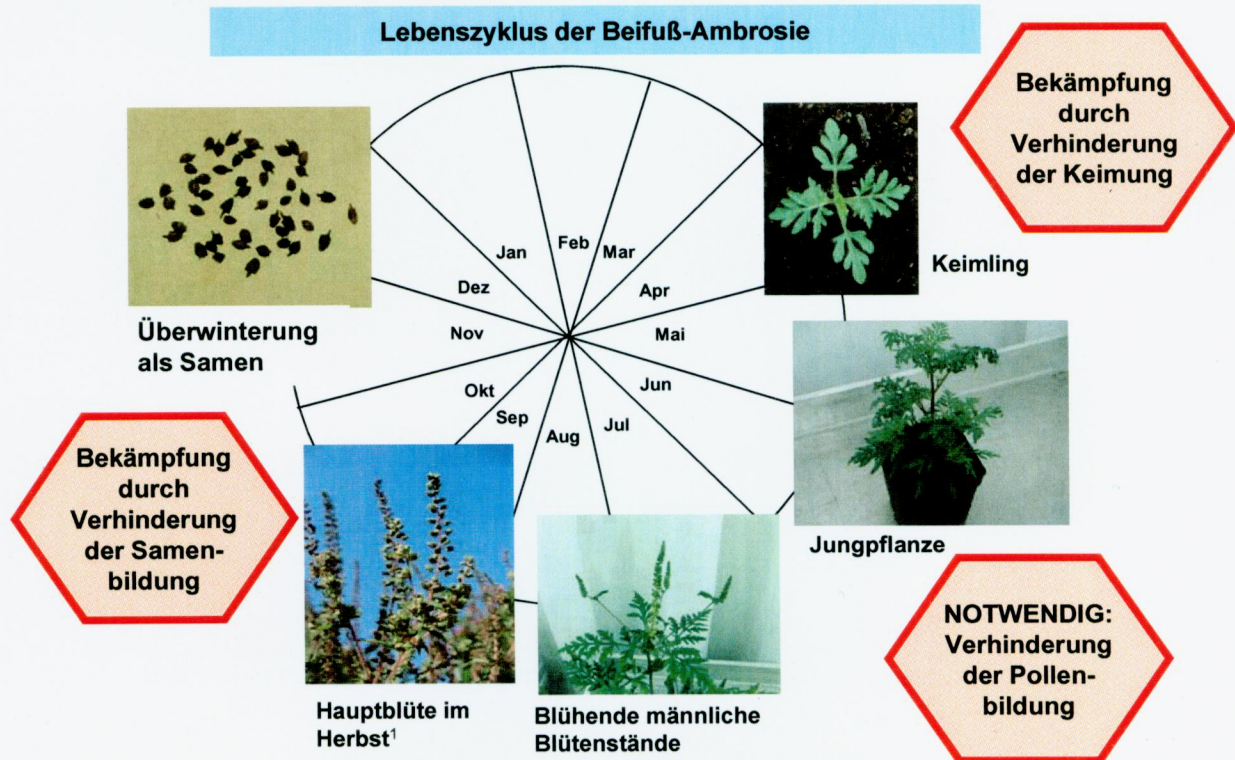 Lebenszyklus der Beifuß-Ambrosie
Bekämpfung
durch
Verhinderung
der Keimung
Keimling
Jan
Feb
Mar
Apr
Mai
Jun
Jul
Aug
Sep
Okt
Nov
Dez
Überwinterung
als Samen
Jungpflanze
Bekämpfung
durch
Verhinderung
der Samen-
bildung
NOTWENDIG:
Verhinderung
der Pollen-
bildung
Hauptblüte im
Herbst¹
Blühende männliche
Blütenstände